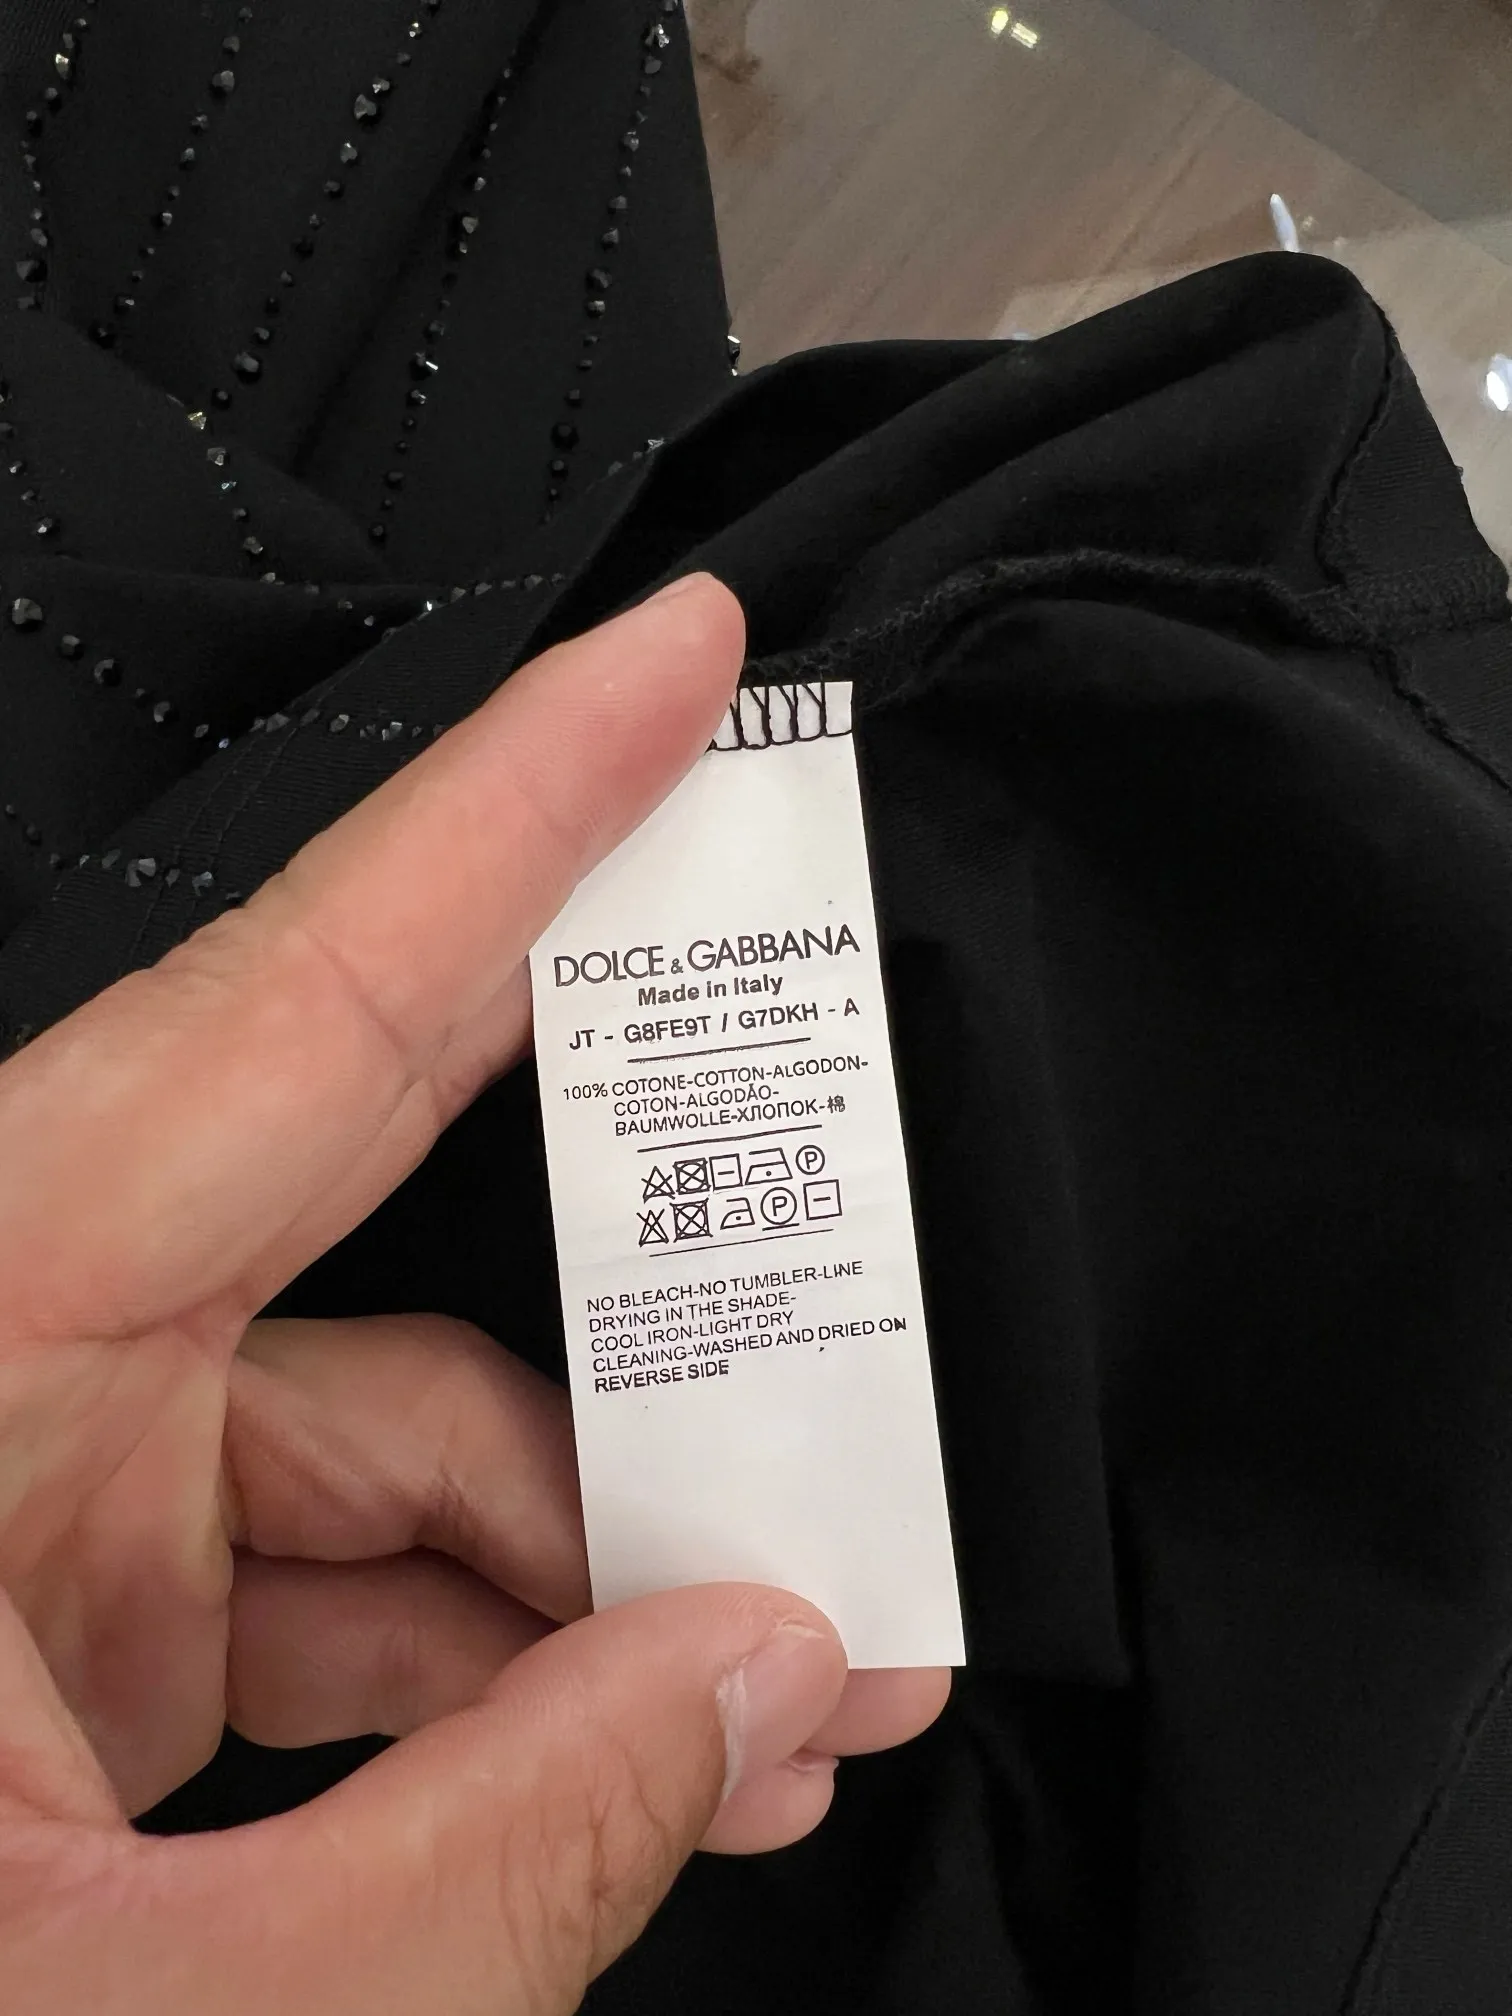 DOLCE & GABBANA
Made in Italy
JT - G8FE9T / G7DKH - A
100% COTONE-COTTON-ALGODON-
COTON-ALGODÃO-
BAUMWOLLE-ХЛОПОК-棉
P
P
NO BLEACH-NO TUMBLER-LINE
DRYING IN THE SHADE-
COOL IRON-LIGHT DRY
CLEANING-WASHED AND DRIED ON
REVERSE SIDE